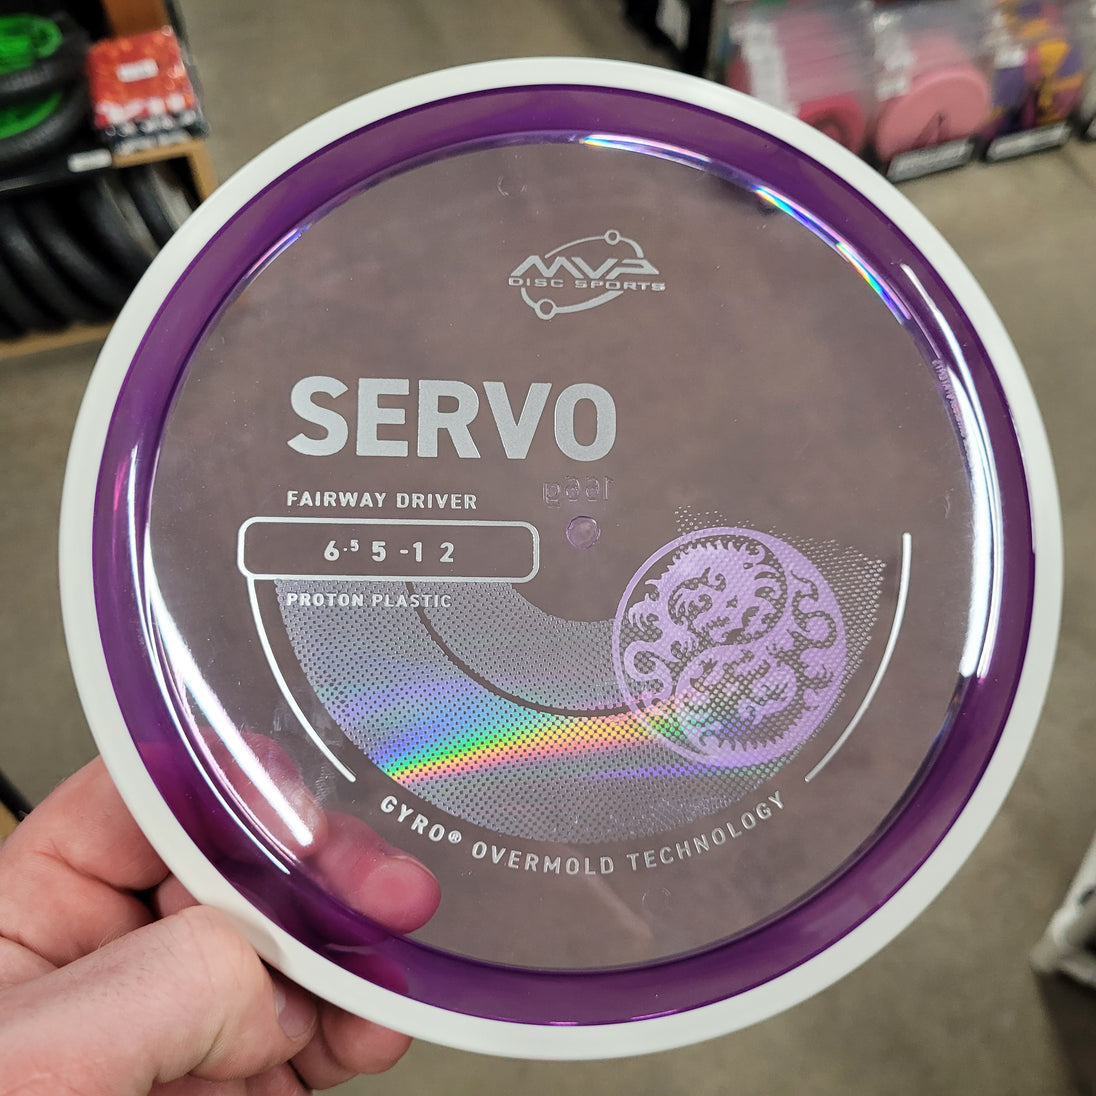 MVP
DISC SPORTS
SERVO
166g
FAIRWAY DRIVER
6.5 5 -1 2
PROTON PLASTIC
GYRO® OVERMOLD TECHNOLOGY